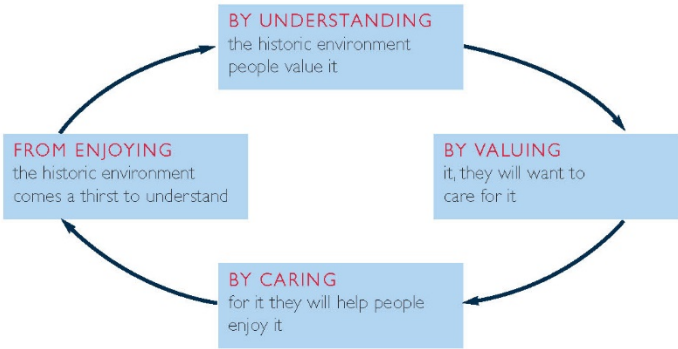 BY UNDERSTANDING
the historic environment
people value it
BY VALUING
it, they will want to
care for it
BY CARING
for it they will help people
enjoy it
FROM ENJOYING
the historic environment
comes a thirst to understand